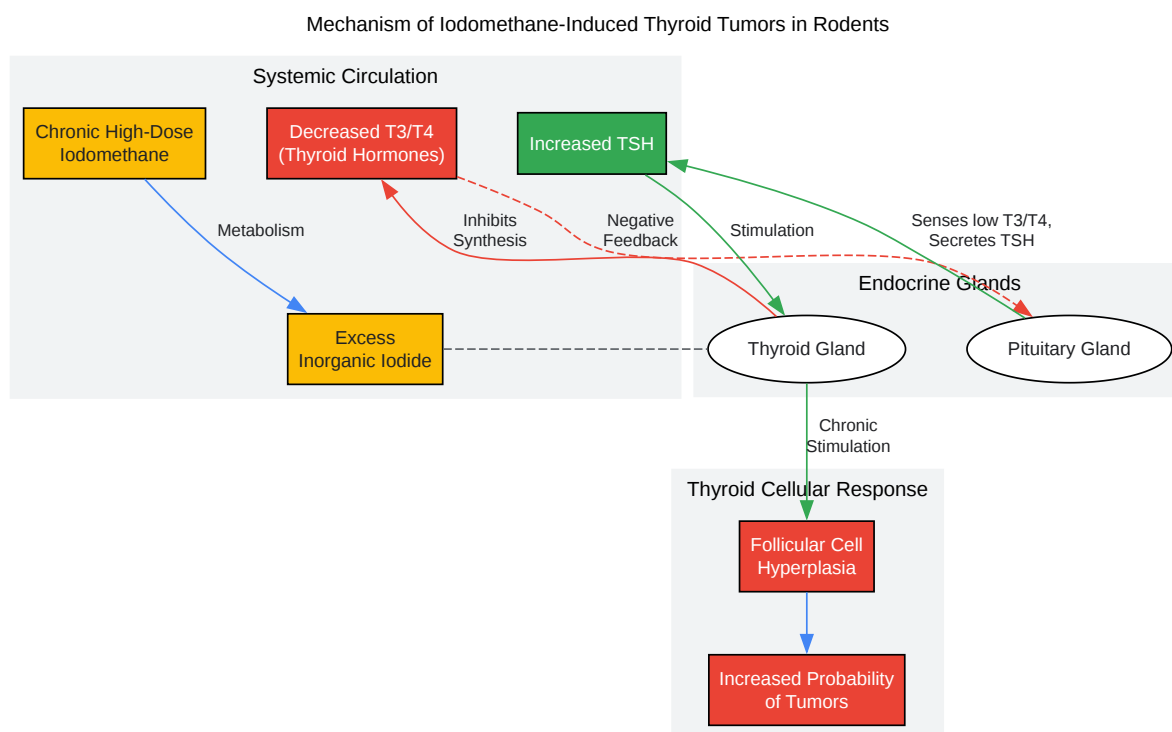 Mechanism of Iodomethane-Induced Thyroid Tumors in Rodents
Systemic Circulation
Chronic High-Dose
Iodomethane
Decreased T3/T4
(Thyroid Hormones)
Increased TSH
Metabolism
Inhibits
Synthesis
Negative
Feedback
Stimulation
Senses low T3/T4,
Secretes TSH
Endocrine Glands
Excess
Inorganic Iodide
Thyroid Gland
Pituitary Gland
Chronic
Stimulation
Thyroid Cellular Response
Follicular Cell
Hyperplasia
Increased Probability
of Tumors